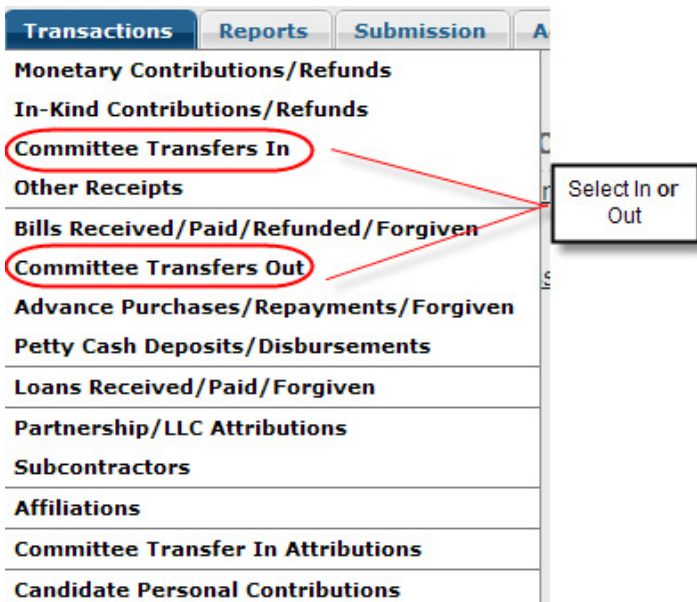 Transactions Reports Submission
Monetary Contributions/Refunds
In-Kind Contributions/Refunds
Committee Transfers In
Other Receipts
Bills Received/Paid/Refunded/Forgiven
Committee Transfers Out
Advance Purchases/Repayments/Forgiven
Petty Cash Deposits/Disbursements
Loans Received/Paid/Forgiven
Partnership/LLC Attributions
Subcontractors
Affiliations
Committee Transfer In Attributions
Candidate Personal Contributions
Select In or
Out